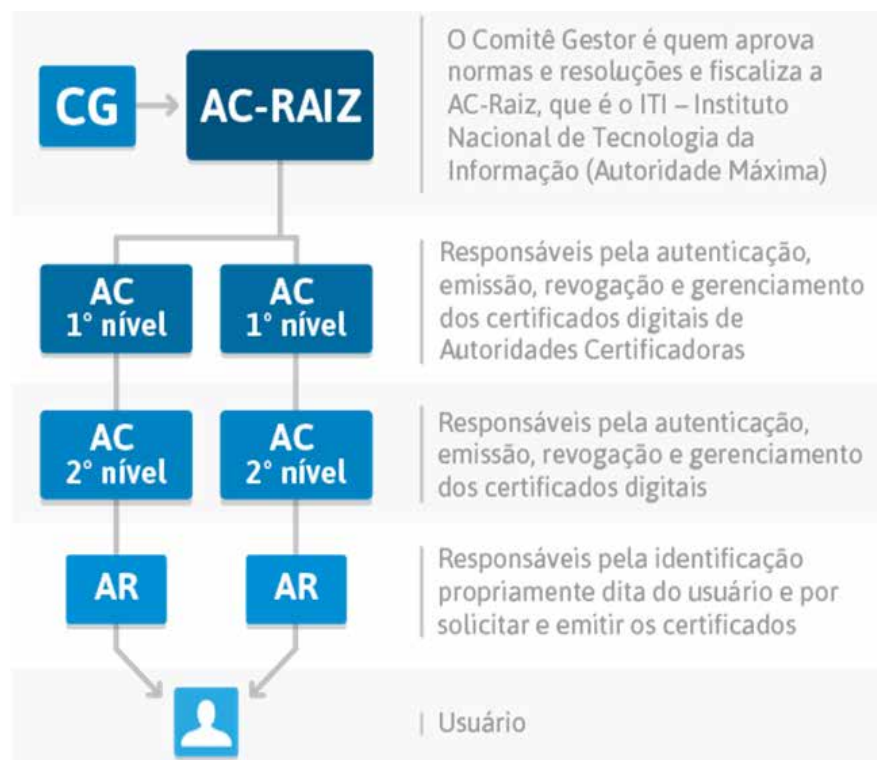 CG
AC-RAIZ
O Comitê Gestor é quem aprova
normas e resoluções e fiscaliza a
AC-Raiz, que é o ITI – Instituto
Nacional de Tecnologia da
Informação (Autoridade Máxima)
AC
1° nível
AC
1° nível
Responsáveis pela autenticação,
emissão, revogação e gerenciamento
dos certificados digitais de
Autoridades Certificadoras
AC
2° nível
AC
2° nível
Responsáveis pela autenticação,
emissão, revogação e gerenciamento
dos certificados digitais
AR
AR
Responsáveis pela identificação
propriamente dita do usuário e por
solicitar e emitir os certificados
Usuário